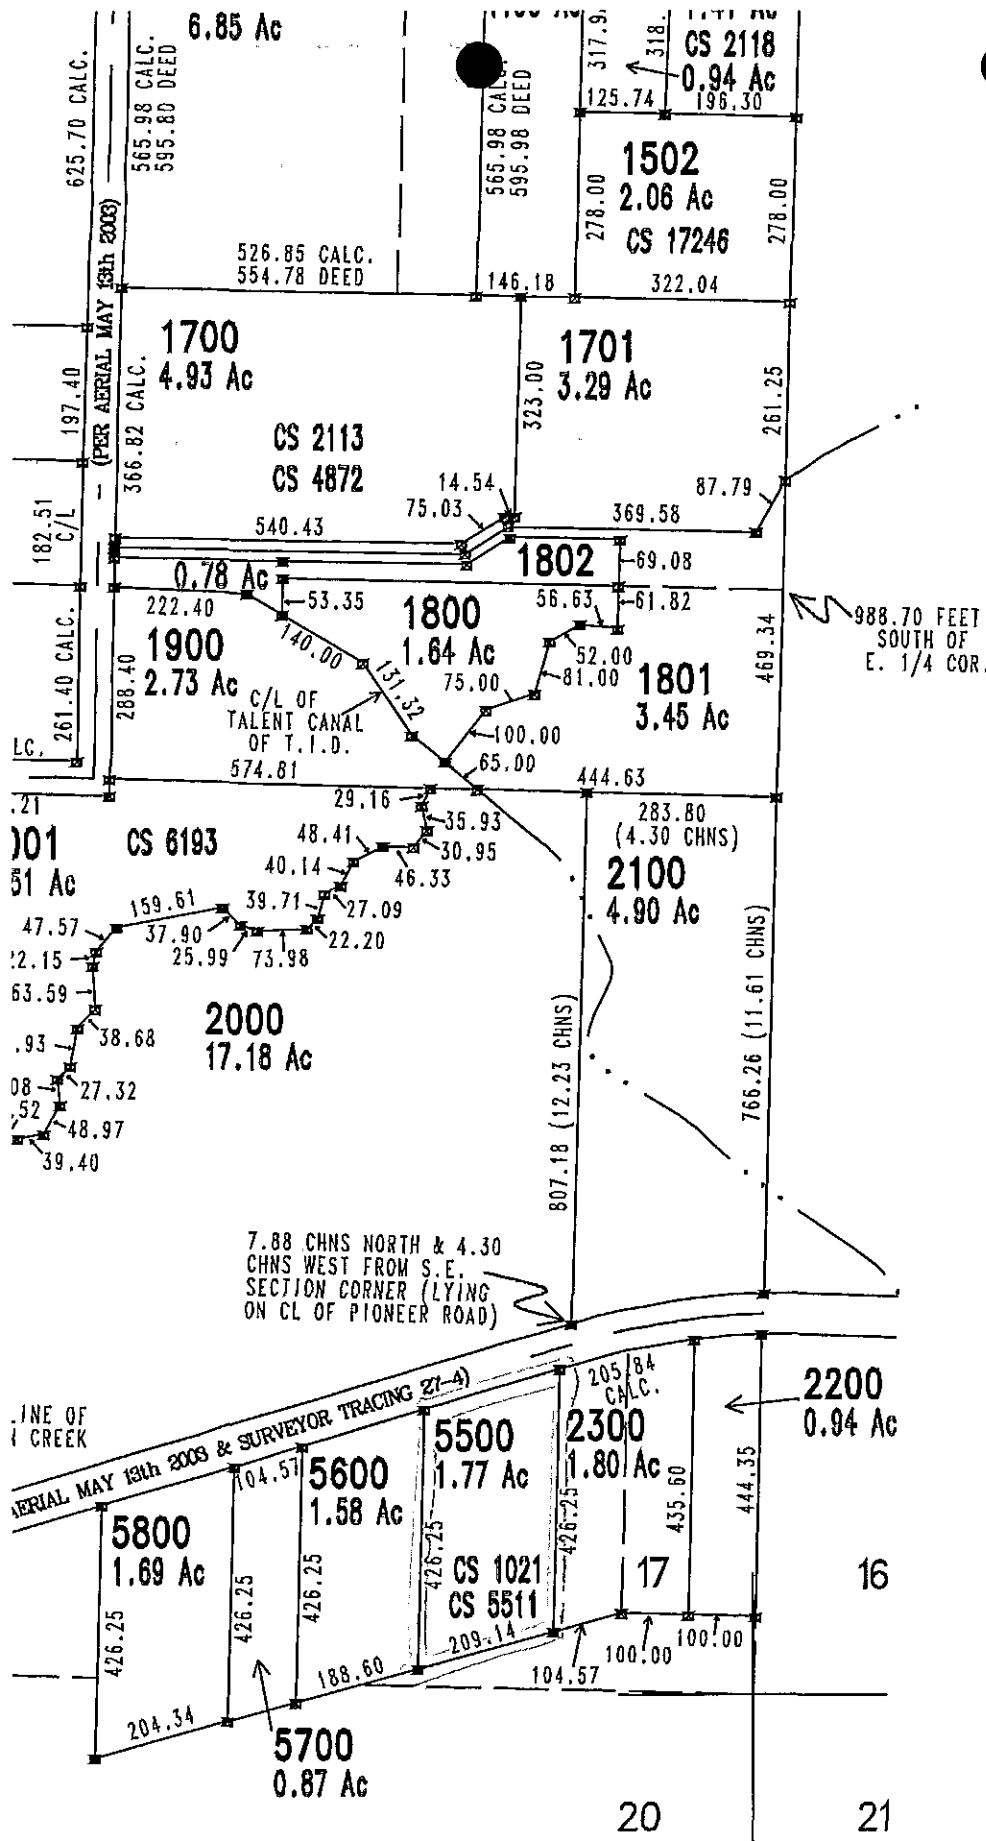 6.85 Ac
CS 2118
0.94 Ac
125.74
196.30
625.70 CALC.
565.98 CALC.
595.80 DEED
565.98 CALC.
595.98 DEED
1502
2.06 Ac
CS 17246
278.00
278.00
(PER AERIAL MAY 13th 2003)
526.85 CALC.
554.78 DEED
146.18
322.04
1700
4.93 Ac
1701
3.29 Ac
197.40
366.82 CALC.
323.00
261.25
CS 2113
CS 4872
14.54
75.03
87.79
369.58
182.51
C/L
540.43
1802
69.08
0.78 Ac
222.40
53.35
1800
1.64 Ac
56.63
61.82
988.70 FEET
SOUTH OF
E. 1/4 COR.
1900
2.73 Ac
140.00
131.32
52.00
81.00
75.00
1801
3.45 Ac
469.34
261.40 CALC.
288.40
C/L OF
TALENT CANAL
OF T.I.D.
100.00
65.00
LC.
574.81
444.63
.21
29.16
283.80
(4.30 CHNS)
001
51 Ac
CS 6193
48.41
35.93
30.95
40.14
46.33
2100
4.90 Ac
159.61
39.71
27.09
47.57
37.90
22.20
25.99
73.98
22.15
63.59
2000
17.18 Ac
.93
38.68
807.18 (12.23 CHNS)
766.26 (11.61 CHNS)
08
27.32
.52
48.97
39.40
7.88 CHNS NORTH & 4.30
CHNS WEST FROM S.E.
SECTION CORNER (LYING
ON CL OF PIONEER ROAD)
LINE OF
CREEK
AERIAL MAY 13th 2003 & SURVEYOR TRACING 27-4)
205.84
CALC.
2200
0.94 Ac
104.57
5500
1.77 Ac
2300
1.80 Ac
5600
1.58 Ac
5800
1.69 Ac
426.25
426.25
426.25
426.25
426.25
435.60
444.35
CS 1021
CS 5511
17
16
209.14
188.60
104.57
100.00
100.00
204.34
5700
0.87 Ac
20
21